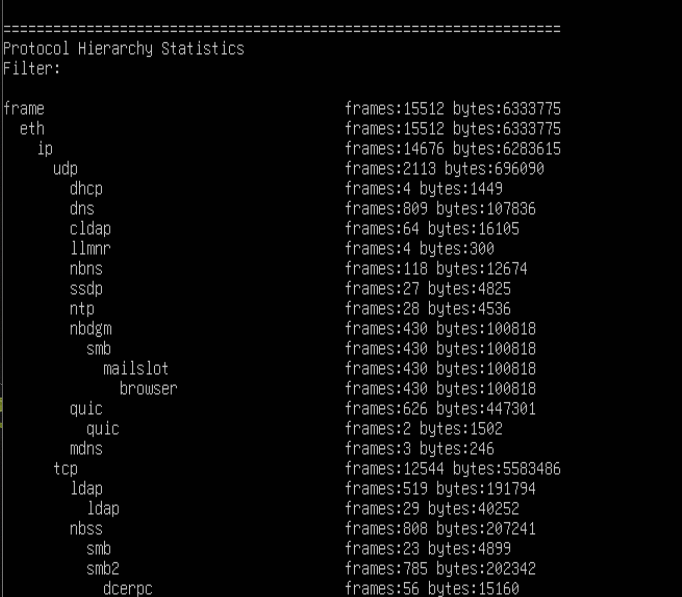 ===================================================================
Protocol Hierarchy Statistics
Filter:

frame frames:15512 bytes:6333775
eth frames:15512 bytes:6333775
ip frames:14676 bytes:6283615
udp frames:2113 bytes:696090
dhcp frames:4 bytes:1449
dns frames:809 bytes:107836
cldap frames:64 bytes:16105
llmnr frames:4 bytes:300
nbns frames:118 bytes:12674
ssdp frames:27 bytes:4825
ntp frames:28 bytes:4536
nbdgm frames:430 bytes:100818
smb frames:430 bytes:100818
mailslot frames:430 bytes:100818
browser frames:430 bytes:100818
quic frames:626 bytes:447301
quic frames:2 bytes:1502
mdns frames:3 bytes:246
tcp frames:12544 bytes:5583486
ldap frames:519 bytes:191794
ldap frames:29 bytes:40252
nbss frames:808 bytes:207241
smb frames:23 bytes:4899
smb2 frames:785 bytes:202342
dcerpc frames:56 bytes:15160